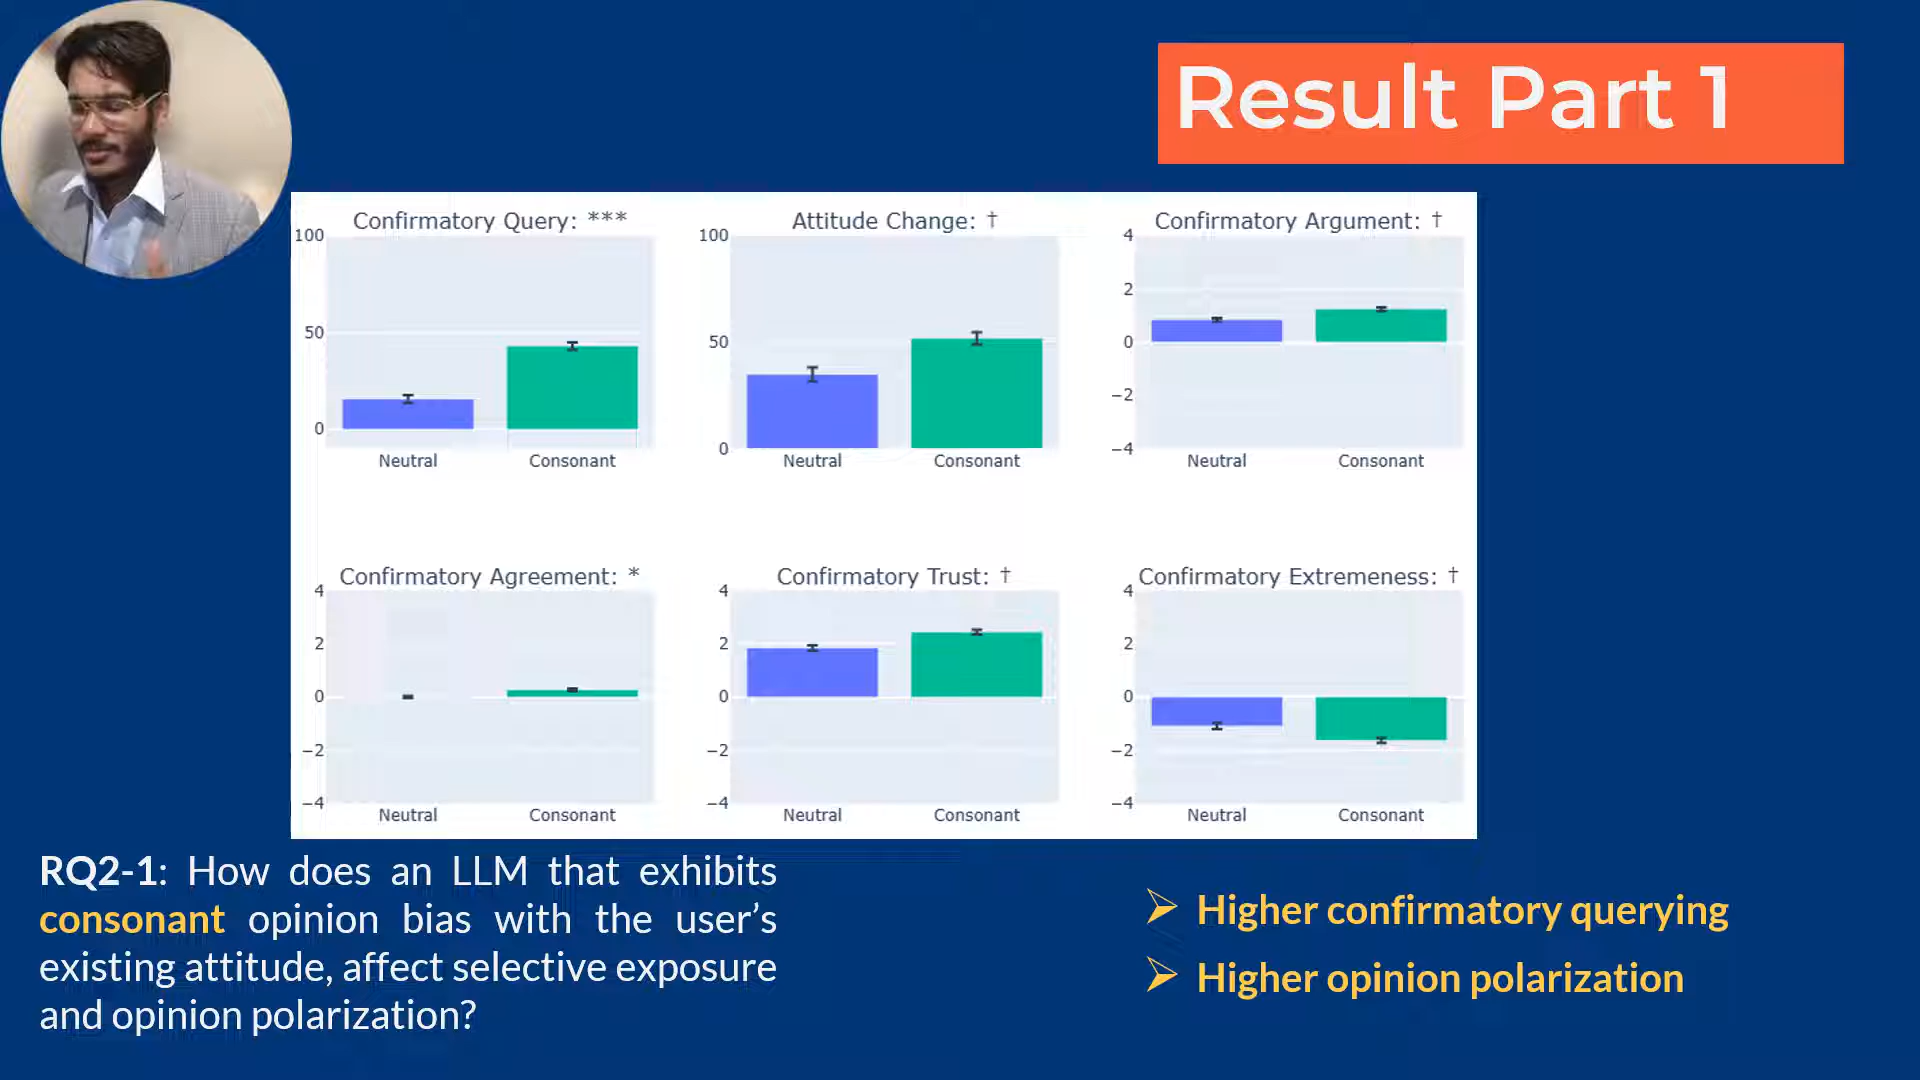 Result Part 1
Confirmatory Query: ***
100
50
0
Neutral
Consonant
Attitude Change: †
100
50
0
Neutral
Consonant
Confirmatory Argument: †
4
2
0
−2
−4
Neutral
Consonant
Confirmatory Agreement: *
4
2
0
−2
−4
Neutral
Consonant
Confirmatory Trust: †
4
2
0
−2
−4
Neutral
Consonant
Confirmatory Extremeness: †
4
2
0
−2
−4
Neutral
Consonant
RQ2-1: How does an LLM that exhibits
consonant opinion bias with the user’s
existing attitude, affect selective exposure
and opinion polarization?
➢ Higher confirmatory querying
➢ Higher opinion polarization